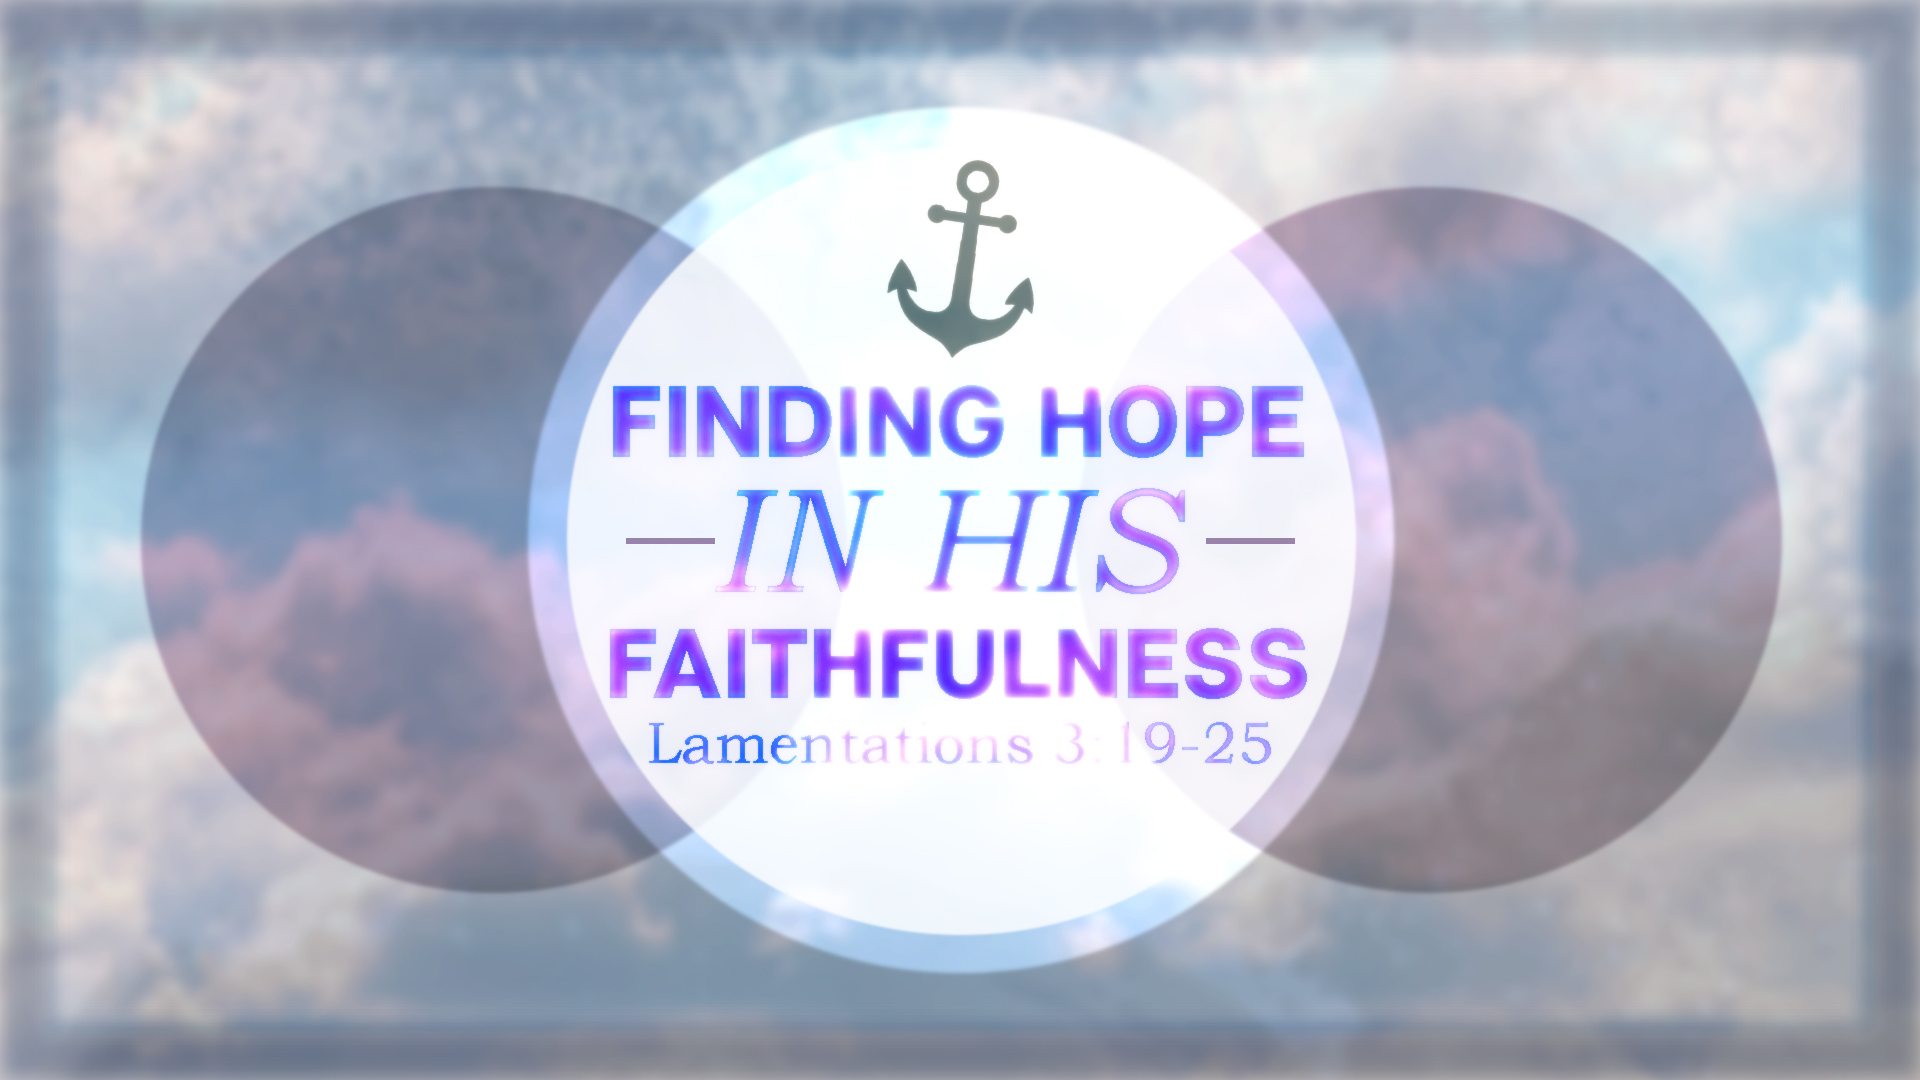 FINDING HOPE
IN HIS
FAITHFULNESS
Lamentations 3:19-25